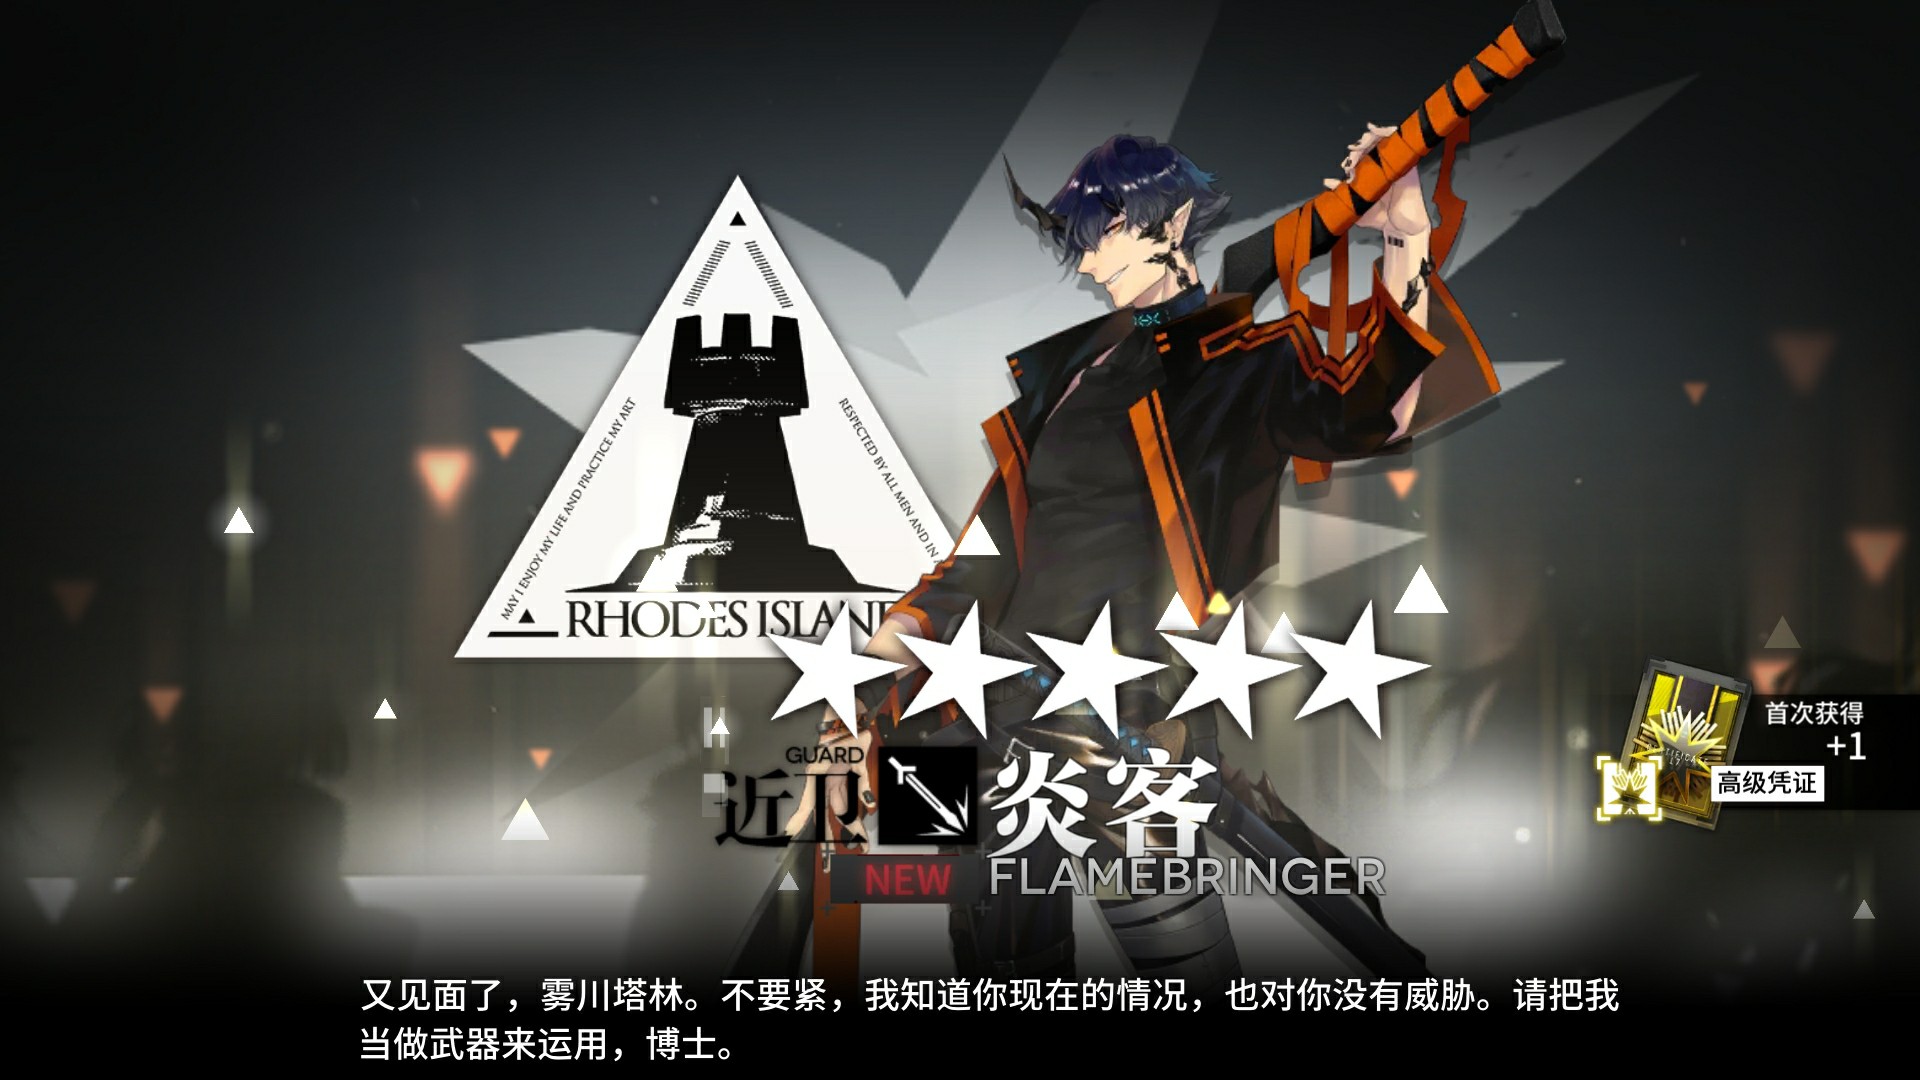 MAY I ENJOY MY LIFE AND PRACTICE MY ART
RESPECTED BY ALL MEN AND IN
RHODES ISLAND
GUARD
近卫
炎客
NEW
FLAMEBRINGER
首次获得
+1
高级凭证
又见面了，雾川塔林。不要紧，我知道你现在的情况，也对你没有威胁。请把我
当做武器来运用，博士。